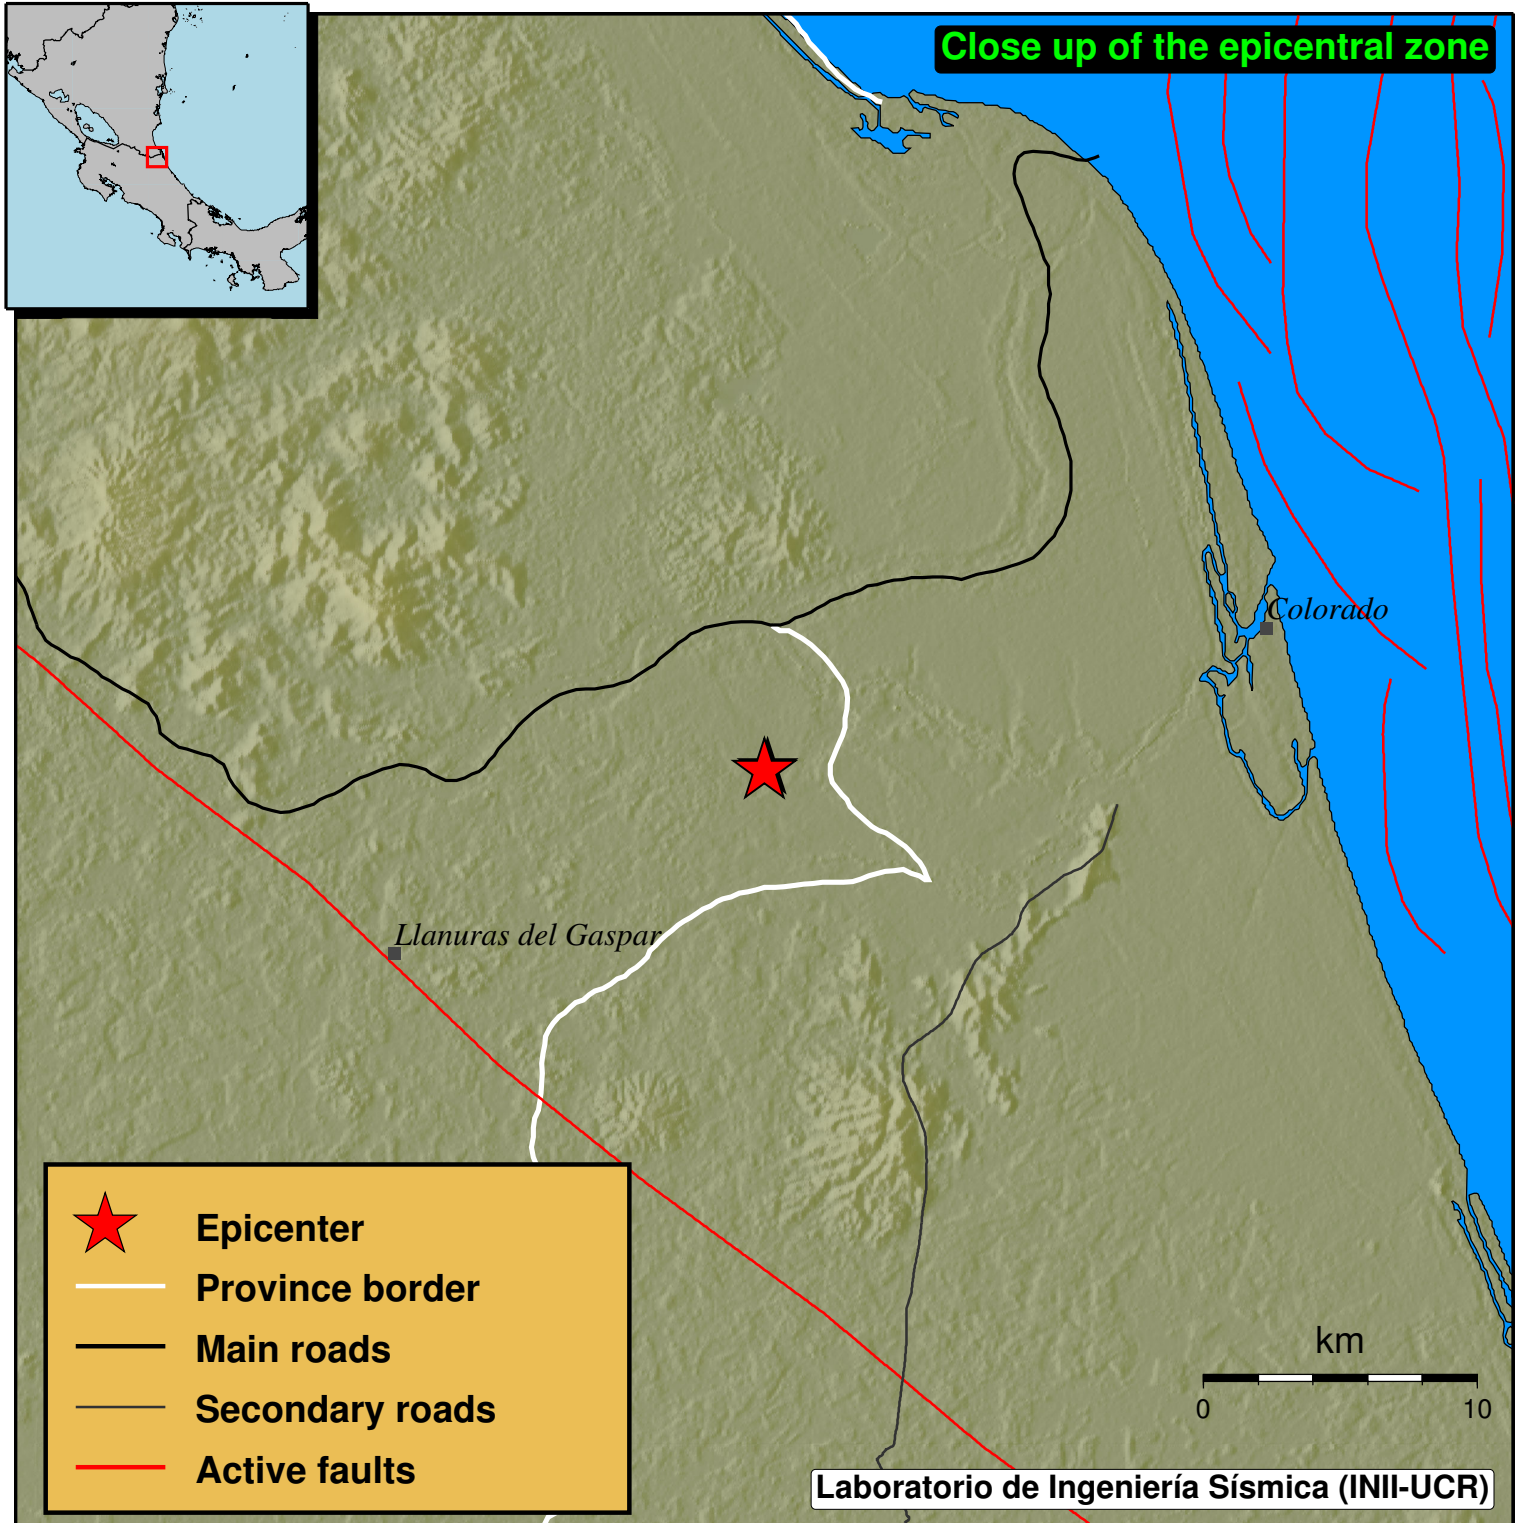 Close up of the epicentral zone
Colorado
Llanuras del Gaspar
Epicenter
Province border
Main roads
Secondary roads
Active faults
km
0 10
Laboratorio de Ingeniería Sísmica (INII-UCR)